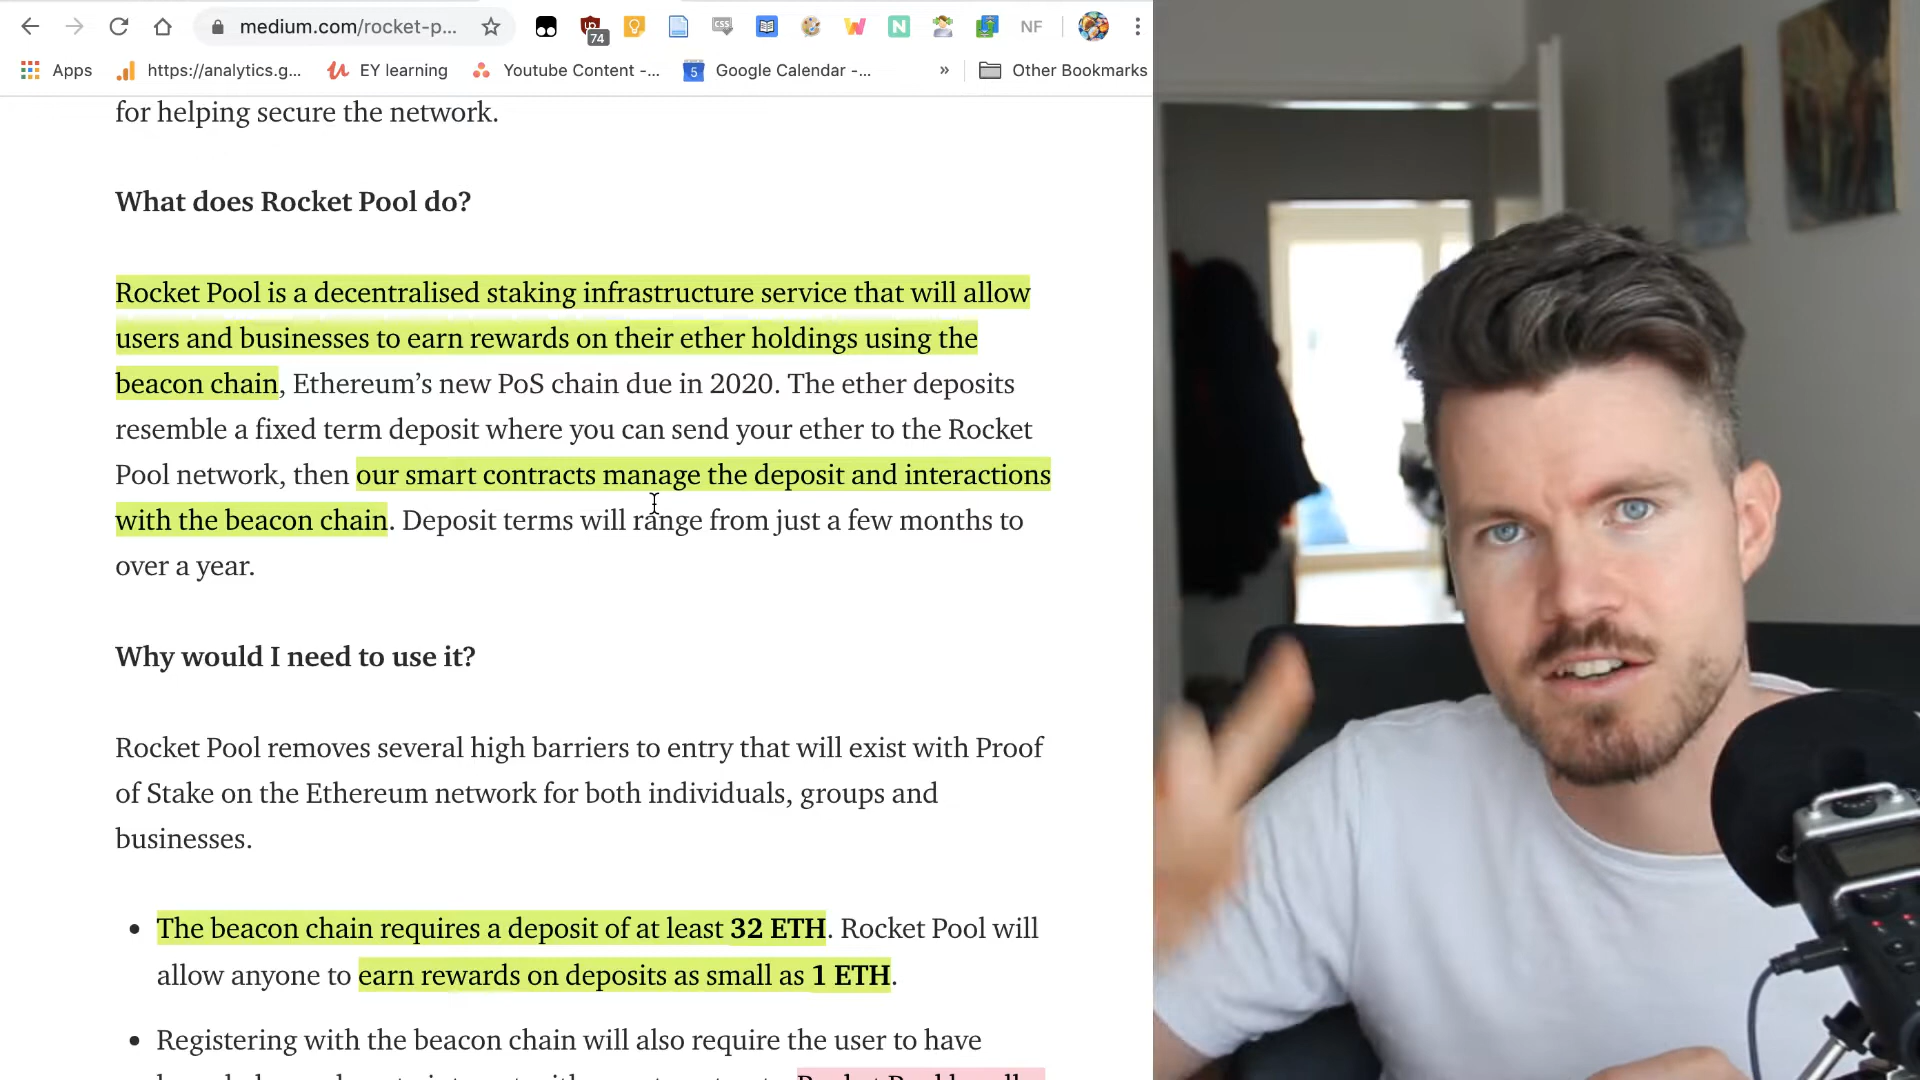 medium.com/rocket-p...
74
NF
Apps
https://analytics.g...
EY learning
Youtube Content -...
5
Google Calendar -...
»
Other Bookmarks
for helping secure the network.
What does Rocket Pool do?
Rocket Pool is a decentralised staking infrastructure service that will allow
users and businesses to earn rewards on their ether holdings using the
beacon chain, Ethereum’s new PoS chain due in 2020. The ether deposits
resemble a fixed term deposit where you can send your ether to the Rocket
Pool network, then our smart contracts manage the deposit and interactions
with the beacon chain. Deposit terms will range from just a few months to
over a year.
Why would I need to use it?
Rocket Pool removes several high barriers to entry that will exist with Proof
of Stake on the Ethereum network for both individuals, groups and
businesses.
• The beacon chain requires a deposit of at least 32 ETH. Rocket Pool will
allow anyone to earn rewards on deposits as small as 1 ETH.
• Registering with the beacon chain will also require the user to have